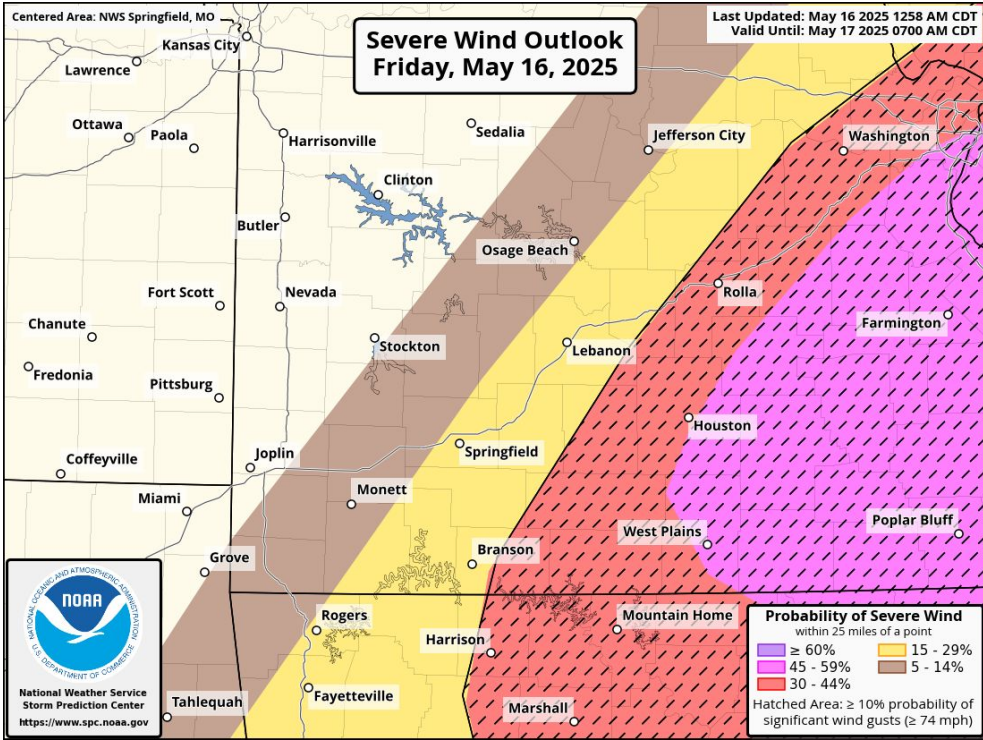 Centered Area: NWS Springfield, MO
Last Updated: May 16 2025 1258 AM CDT
Valid Until: May 17 2025 0700 AM CDT
Severe Wind Outlook
Friday, May 16, 2025
Kansas City
Lawrence
Ottawa
Paola
Harrisonville
Sedalia
Jefferson City
Washington
Clinton
Butler
Osage Beach
Fort Scott
Nevada
Rolla
Chanute
Farmington
Stockton
Lebanon
Fredonia
Pittsburg
Houston
Coffeyville
Joplin
Springfield
Miami
Monett
West Plains
Poplar Bluff
Grove
Branson
Rogers
Harrison
Mountain Home
Tahlequah
Fayetteville
Marshall
NATIONAL OCEANIC AND ATMOSPHERIC ADMINISTRATION
NOAA
U.S. DEPARTMENT OF COMMERCE
National Weather Service
Storm Prediction Center
https://www.spc.noaa.gov
Probability of Severe Wind
within 25 miles of a point
≥ 60%
15 - 29%
45 - 59%
5 - 14%
30 - 44%
Hatched Area: ≥ 10% probability of
significant wind gusts (≥ 74 mph)